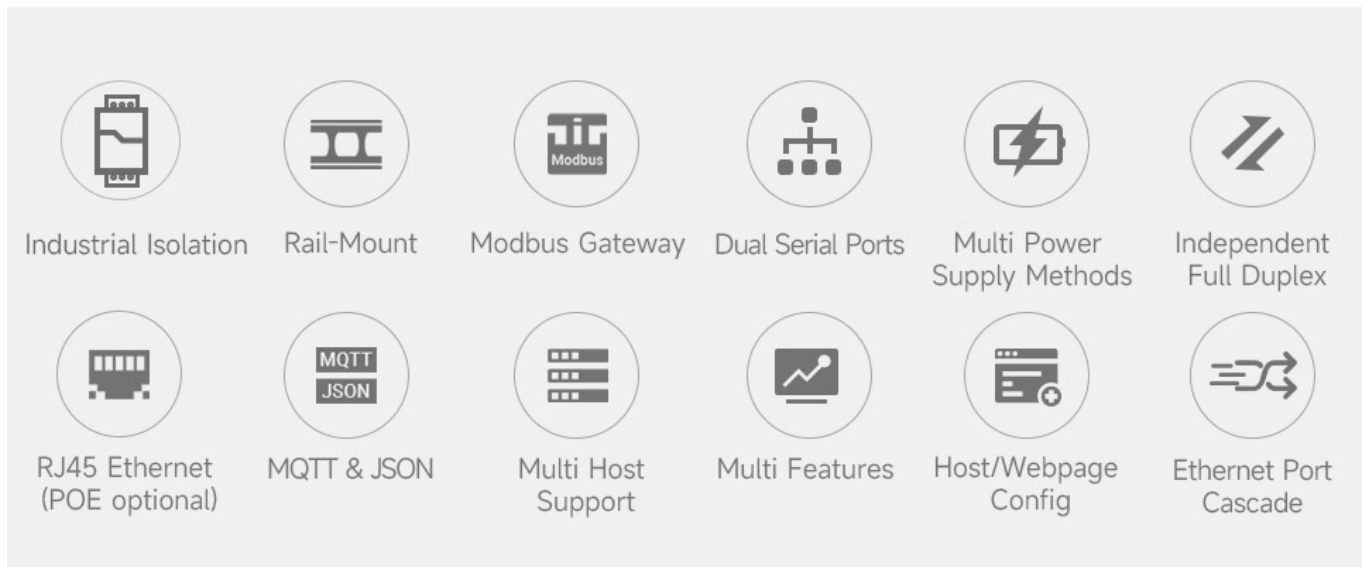 Modbus
Industrial Isolation
Rail-Mount
Modbus Gateway
Dual Serial Ports
Multi Power
Supply Methods
Independent
Full Duplex
MQTT
JSON
RJ45 Ethernet
(POE optional)
MQTT & JSON
Multi Host
Support
Multi Features
Host/Webpage
Config
Ethernet Port
Cascade